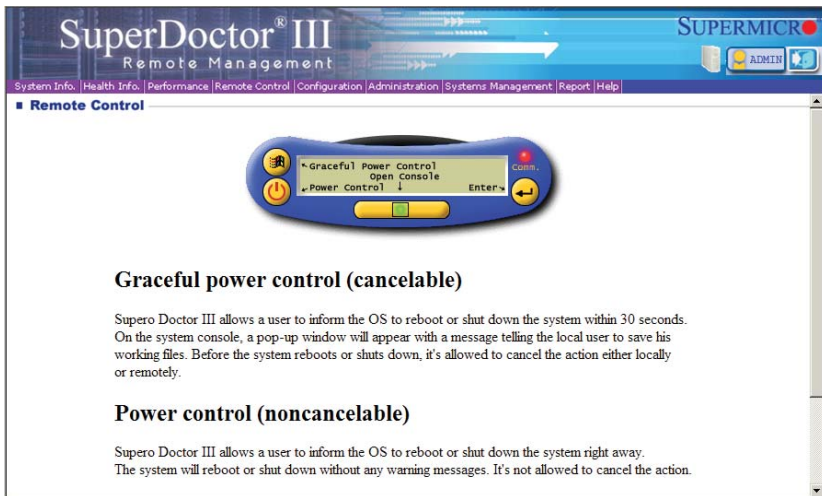 SuperDoctor® III
Remote Management
SUPERMICR
ADMIN
System Info. Health Info. Performance Remote Control Configuration Administration Systems Management Report Help
Remote Control
Graceful Power Control
Comm.
Open Console
Power Control ↓ Enter
Graceful power control (cancelable)
Supero Doctor III allows a user to inform the OS to reboot or shut down the system within 30 seconds.
On the system console, a pop-up window will appear with a message telling the local user to save his
working files. Before the system reboots or shuts down, it's allowed to cancel the action either locally
or remotely.
Power control (noncancelable)
Supero Doctor III allows a user to inform the OS to reboot or shut down the system right away.
The system will reboot or shut down without any warning messages. It's not allowed to cancel the action.